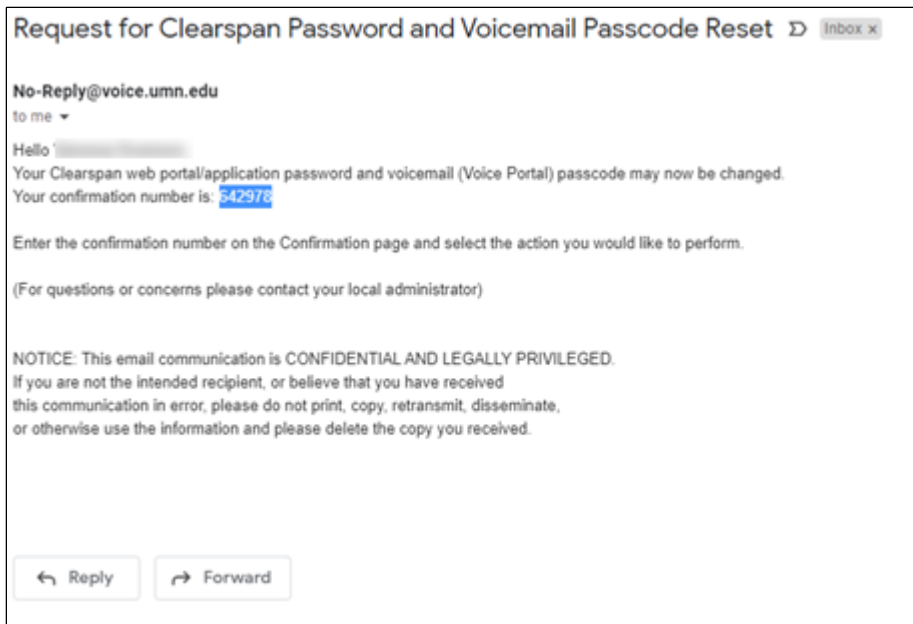 Request for Clearspan Password and Voicemail Passcode Reset Inbox x
No-Reply@voice.umn.edu
to me
Hello
Your Clearspan web portal/application password and voicemail (Voice Portal) passcode may now be changed.
Your confirmation number is: 642978
Enter the confirmation number on the Confirmation page and select the action you would like to perform.
(For questions or concerns please contact your local administrator)
NOTICE: This email communication is CONFIDENTIAL AND LEGALLY PRIVILEGED.
If you are not the intended recipient, or believe that you have received
this communication in error, please do not print, copy, retransmit, disseminate,
or otherwise use the information and please delete the copy you received.
Reply Forward